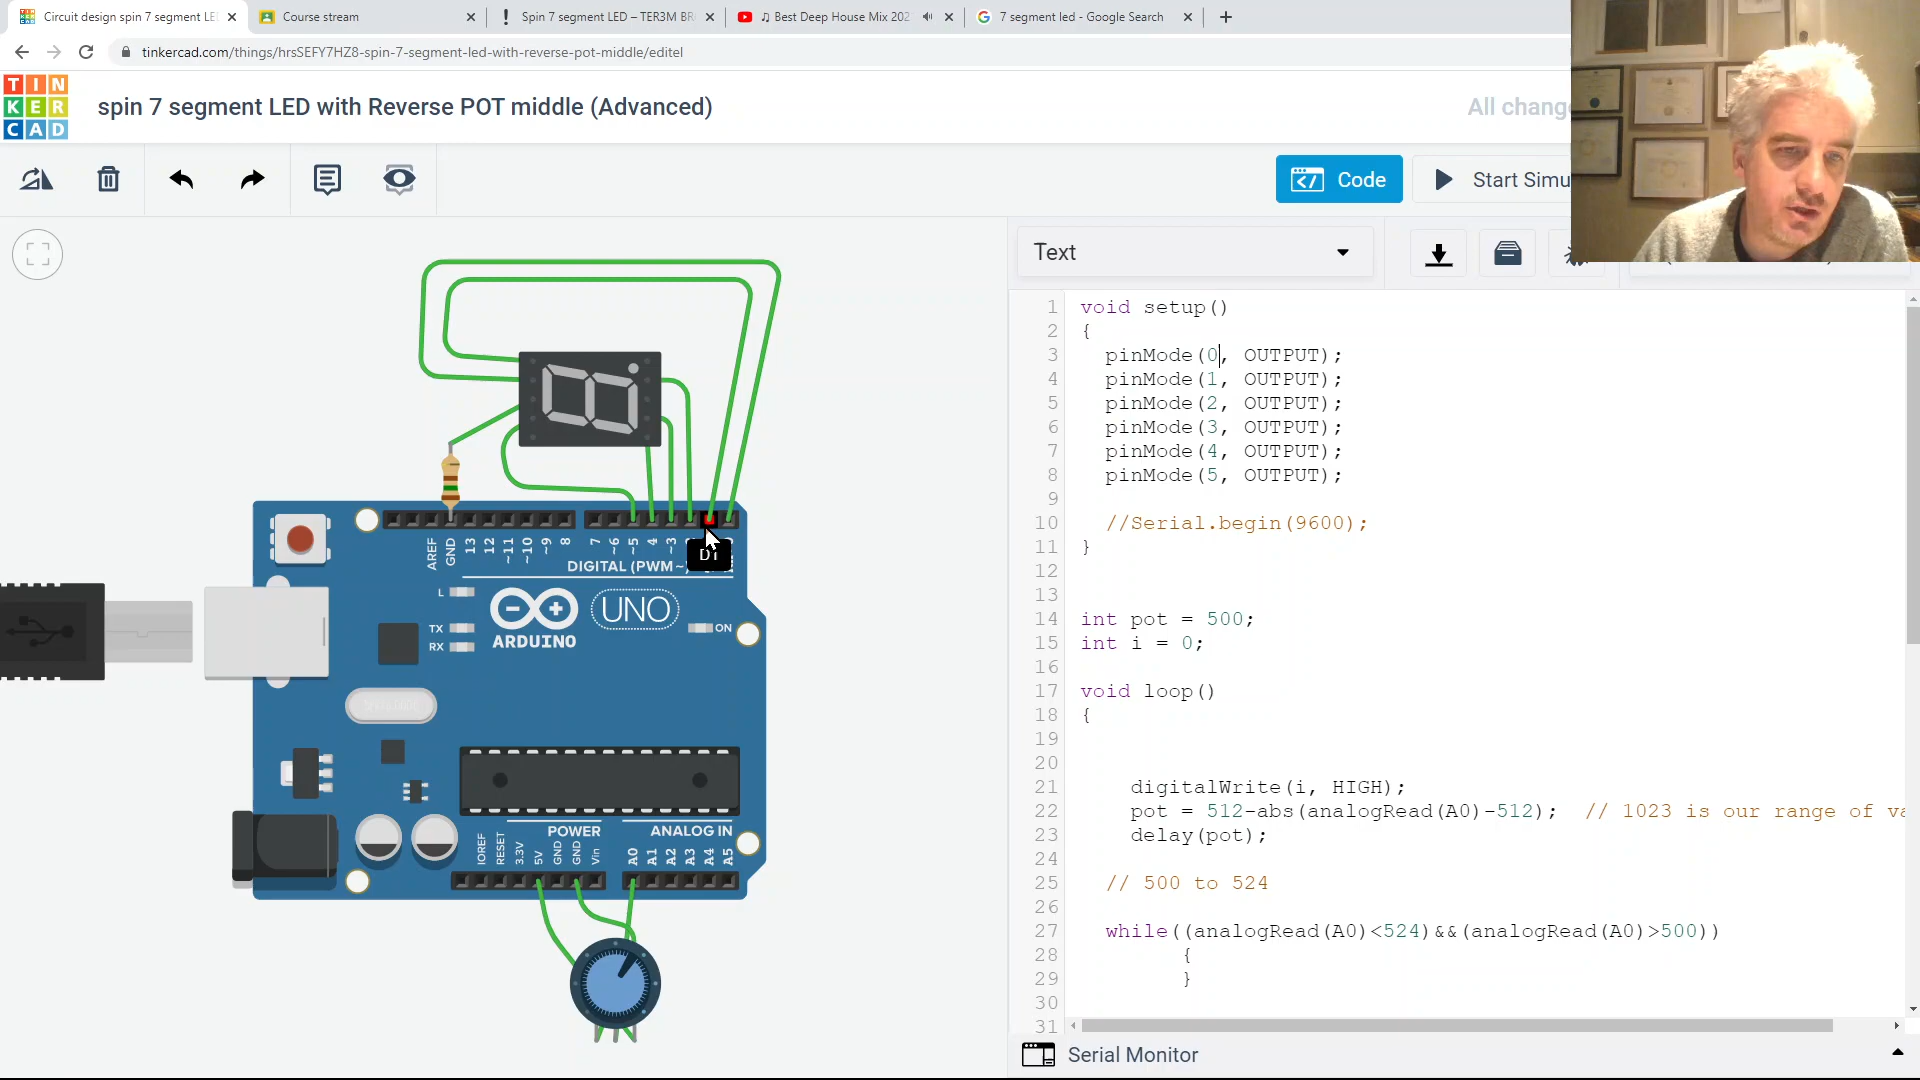 Circuit design spin 7 segment LE
Course stream
Spin 7 segment LED – TER3M BR
♫ Best Deep House Mix 202
7 segment led - Google Search
tinkercad.com/things/hrsSEFY7HZ8-spin-7-segment-led-with-reverse-pot-middle/editel
TIN
KER
CAD
spin 7 segment LED with Reverse POT middle (Advanced)
All chang
Code
Start Simu
Text
1 void setup()
2 {
3 pinMode(0, OUTPUT);
4 pinMode(1, OUTPUT);
5 pinMode(2, OUTPUT);
6 pinMode(3, OUTPUT);
7 pinMode(4, OUTPUT);
8 pinMode(5, OUTPUT);
9
10 //Serial.begin(9600);
11 }
12
13
14 int pot = 500;
15 int i = 0;
16
17 void loop()
18 {
19
20
21 digitalWrite(i, HIGH);
22 pot = 512-abs(analogRead(A0)-512); // 1023 is our range of va
23 delay(pot);
24
25 // 500 to 524
26
27 while((analogRead(A0)<524)&&(analogRead(A0)>500))
28 {
29 }
30
31
Serial Monitor
AREF
GND
13
12
~11
~10
~9
8
7
~6
~5
4
~3
D1
DIGITAL (PWM~
L
TX
RX
UNO
ARDUINO
ON
POWER
ANALOG IN
IOREF
RESET
3.3V
5V
GND
GND
Vin
A0
A1
A2
A3
A4
A5